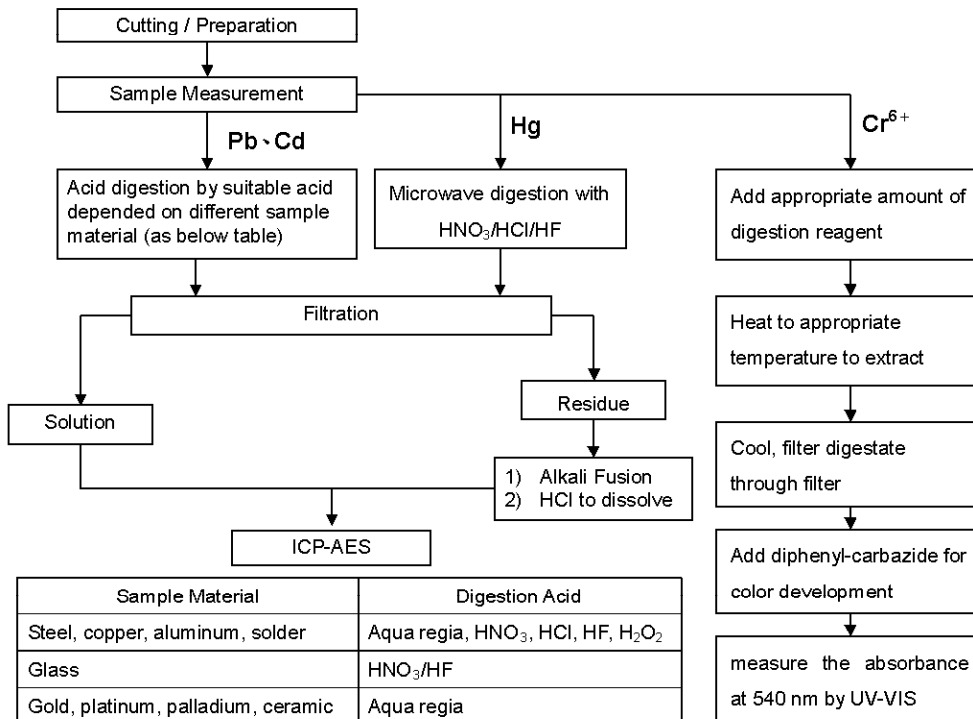 Cutting / Preparation
Sample Measurement
Pb、Cd
Hg
Cr⁶⁺
Acid digestion by suitable acid
depended on different sample
material (as below table)
Microwave digestion with
HNO₃/HCl/HF
Add appropriate amount of
digestion reagent
Filtration
Heat to appropriate
temperature to extract
Solution
Residue
Cool, filter digestate
through filter
1) Alkali Fusion
2) HCl to dissolve
ICP-AES
Add diphenyl-carbazide for
color development
measure the absorbance
at 540 nm by UV-VIS
Sample Material Digestion Acid
Steel, copper, aluminum, solder Aqua regia, HNO₃, HCl, HF, H₂O₂
Glass HNO₃/HF
Gold, platinum, palladium, ceramic Aqua regia